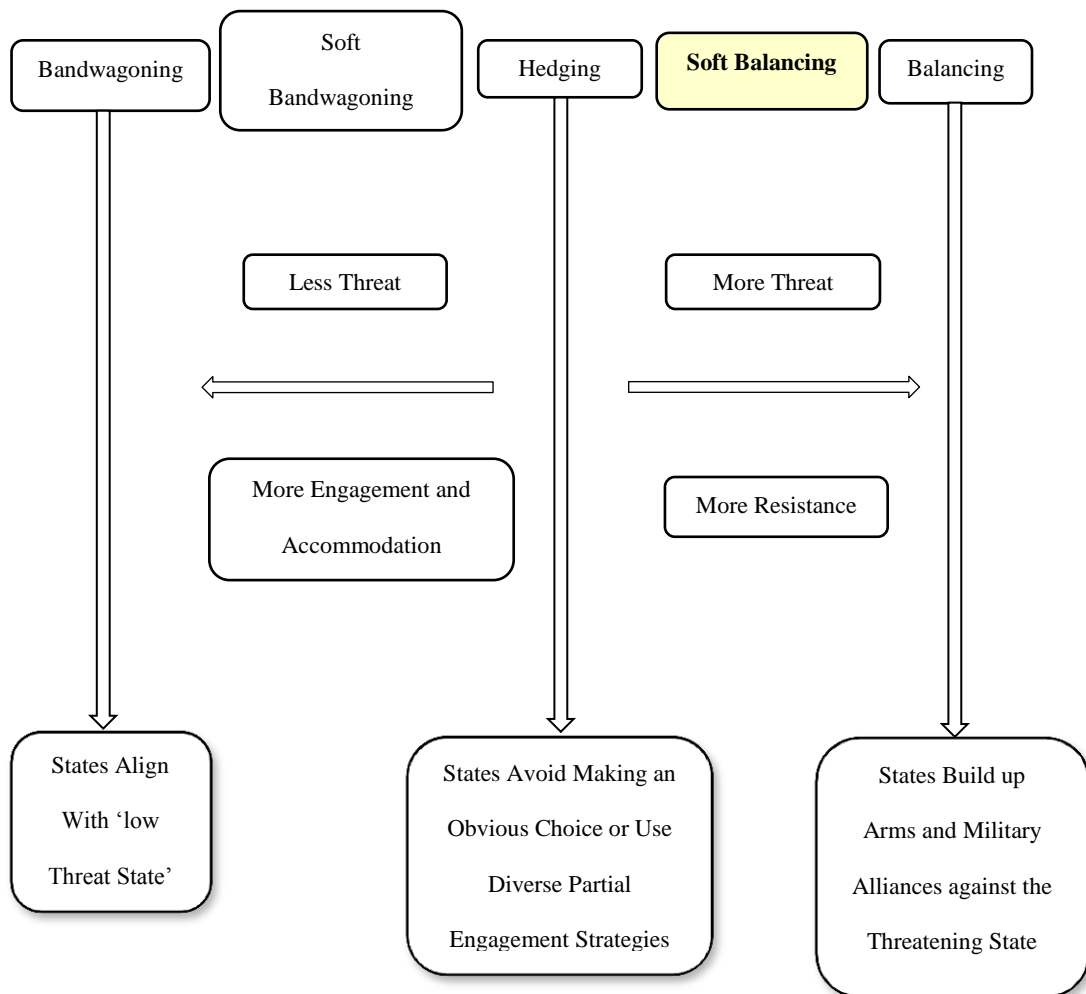 Bandwagoning
Soft
Bandwagoning
Hedging
Soft Balancing
Balancing
Less Threat
More Threat
More Engagement and
Accommodation
More Resistance
States Align
With ‘low
Threat State’
States Avoid Making an
Obvious Choice or Use
Diverse Partial
Engagement Strategies
States Build up
Arms and Military
Alliances against the
Threatening State